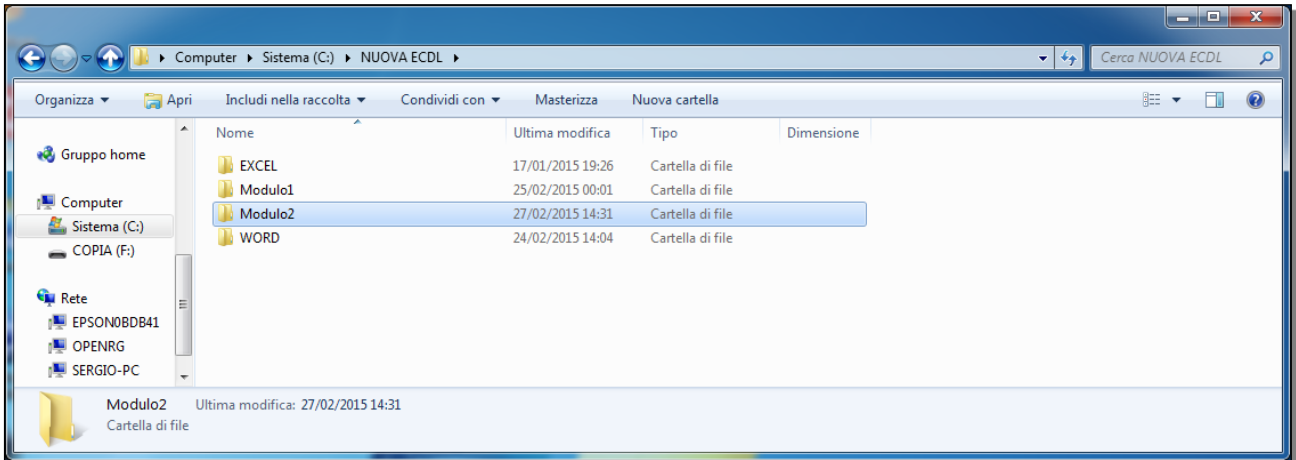 Computer Sistema (C:) NUOVA ECDL Cerca NUOVA ECDL
Organizza Apri Includi nella raccolta Condividi con Masterizza Nuova cartella
Gruppo home
Computer
Sistema (C:)
COPIA (F:)
Rete
EPSON0BDB41
OPENRG
SERGIO-PC
Nome Ultima modifica Tipo Dimensione
EXCEL 17/01/2015 19:26 Cartella di file
Modulo1 25/02/2015 00:01 Cartella di file
Modulo2 27/02/2015 14:31 Cartella di file
WORD 24/02/2015 14:04 Cartella di file
Modulo2 Ultima modifica: 27/02/2015 14:31
Cartella di file